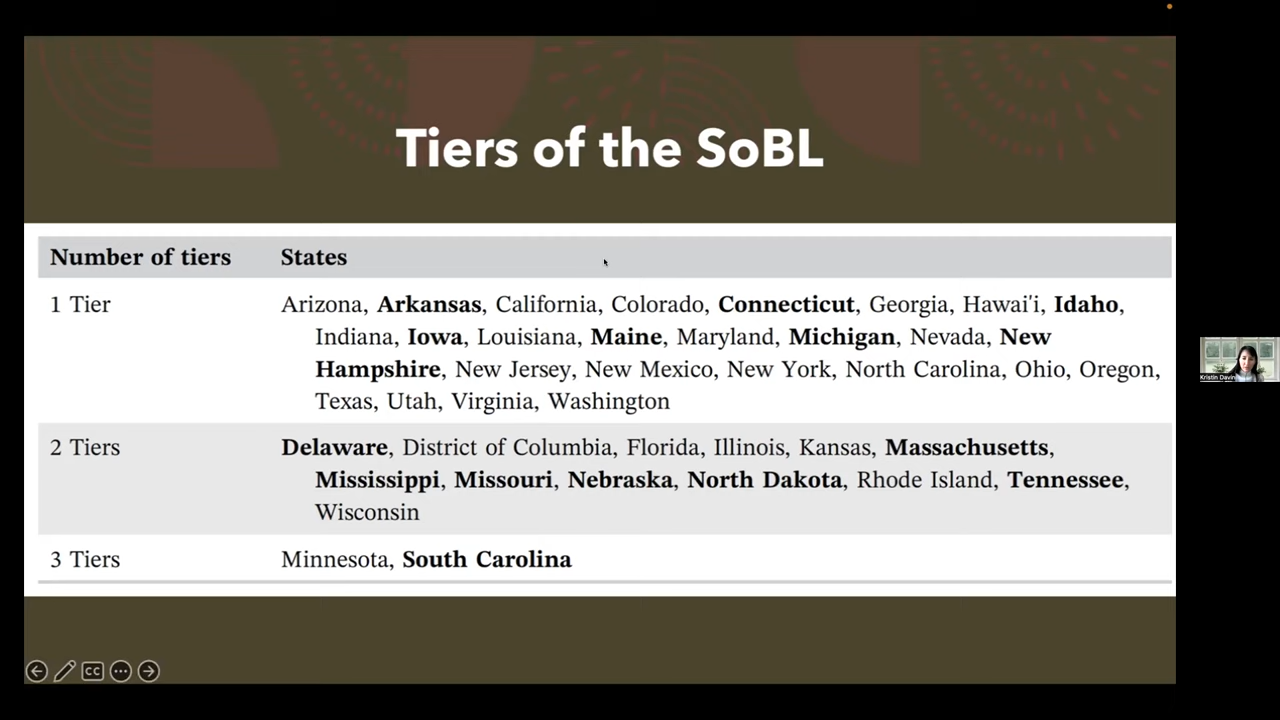 Tiers of the SoBL
Number of tiers States
1 Tier Arizona, Arkansas, California, Colorado, Connecticut, Georgia, Hawai'i, Idaho,
Indiana, Iowa, Louisiana, Maine, Maryland, Michigan, Nevada, New
Hampshire, New Jersey, New Mexico, New York, North Carolina, Ohio, Oregon,
Texas, Utah, Virginia, Washington
2 Tiers Delaware, District of Columbia, Florida, Illinois, Kansas, Massachusetts,
Mississippi, Missouri, Nebraska, North Dakota, Rhode Island, Tennessee,
Wisconsin
3 Tiers Minnesota, South Carolina
CC
Kristin